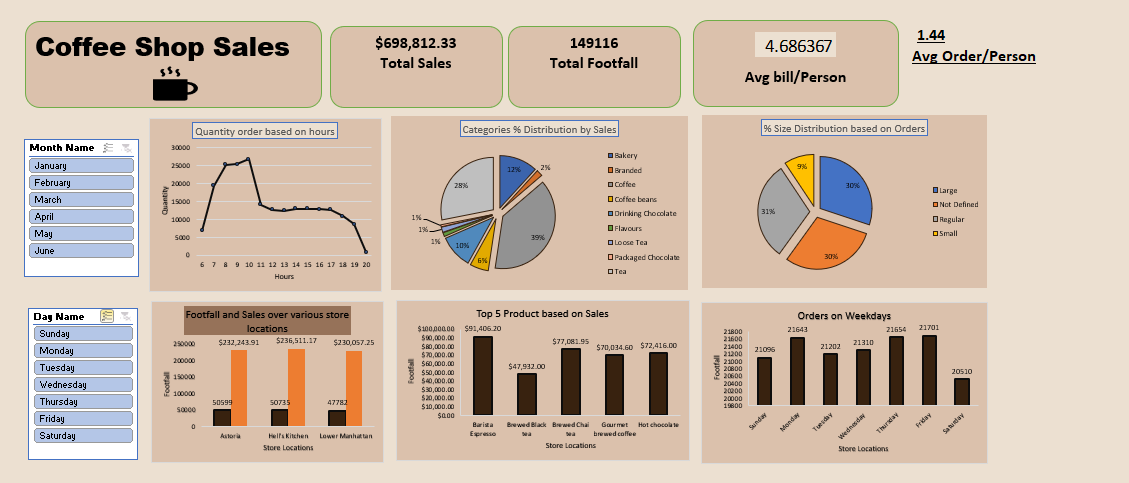 Coffee Shop Sales
$698,812.33
Total Sales
149116
Total Footfall
4.686367
Avg bill/Person
1.44
Avg Order/Person
Month Name
January
February
March
April
May
June
Quantity order based on hours
Quantity
30000
25000
20000
15000
10000
5000
0
6 7 8 9 10 11 12 13 14 15 16 17 18 19 20
Hours
Categories % Distribution by Sales
12%
2%
39%
6%
10%
1%
1%
1%
28%
Bakery
Branded
Coffee
Coffee beans
Drinking Chocolate
Flavours
Loose Tea
Packaged Chocolate
Tea
% Size Distribution based on Orders
30%
30%
31%
9%
Large
Not Defined
Regular
Small
Day Name
Sunday
Monday
Tuesday
Wednesday
Thursday
Friday
Saturday
Footfall and Sales over various store
locations
Footfall
250000
200000
150000
100000
50000
0
$232,243.91 $236,511.17 $230,057.25
50599 50735 47782
Astoria Hell's Kitchen Lower Manhattan
Store Locations
Top 5 Product based on Sales
Footfall
$100,000.00
$90,000.00
$80,000.00
$70,000.00
$60,000.00
$50,000.00
$40,000.00
$30,000.00
$20,000.00
$10,000.00
$0.00
$91,406.20
$47,932.00
$77,081.95
$70,034.60
$72,416.00
Barista
Espresso
Brewed Black
tea
Brewed Chai
tea
Gourmet
brewed coffee
Hot chocolate
Store Locations
Orders on Weekdays
Footfall
21800
21600
21400
21200
21000
20800
20600
20400
20200
20000
19800
21096
21643
21202
21310
21654
21701
20510
Sunday
Monday
Tuesday
Wednesday
Thursday
Friday
Saturday
Store Locations